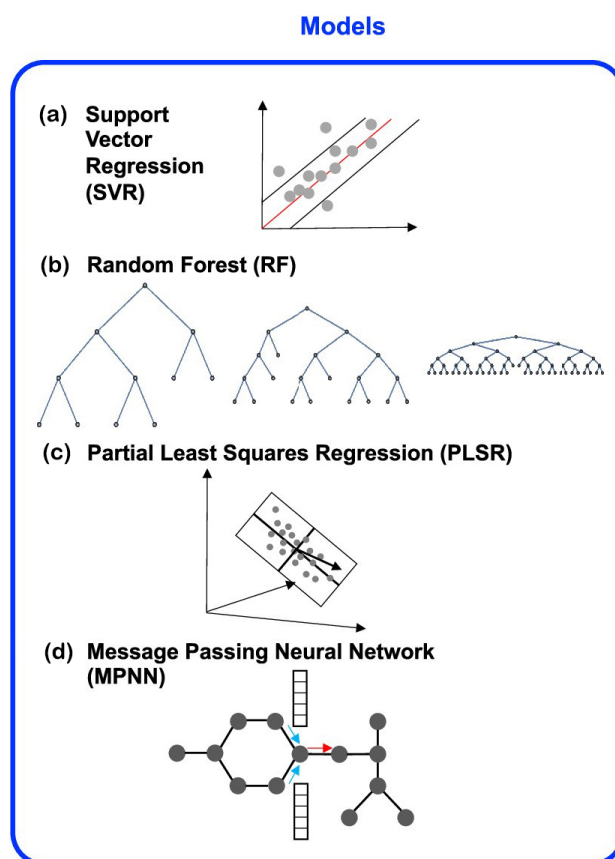 Models
(a) Support
Vector
Regression
(SVR)
(b) Random Forest (RF)
(c) Partial Least Squares Regression (PLSR)
(d) Message Passing Neural Network
(MPNN)